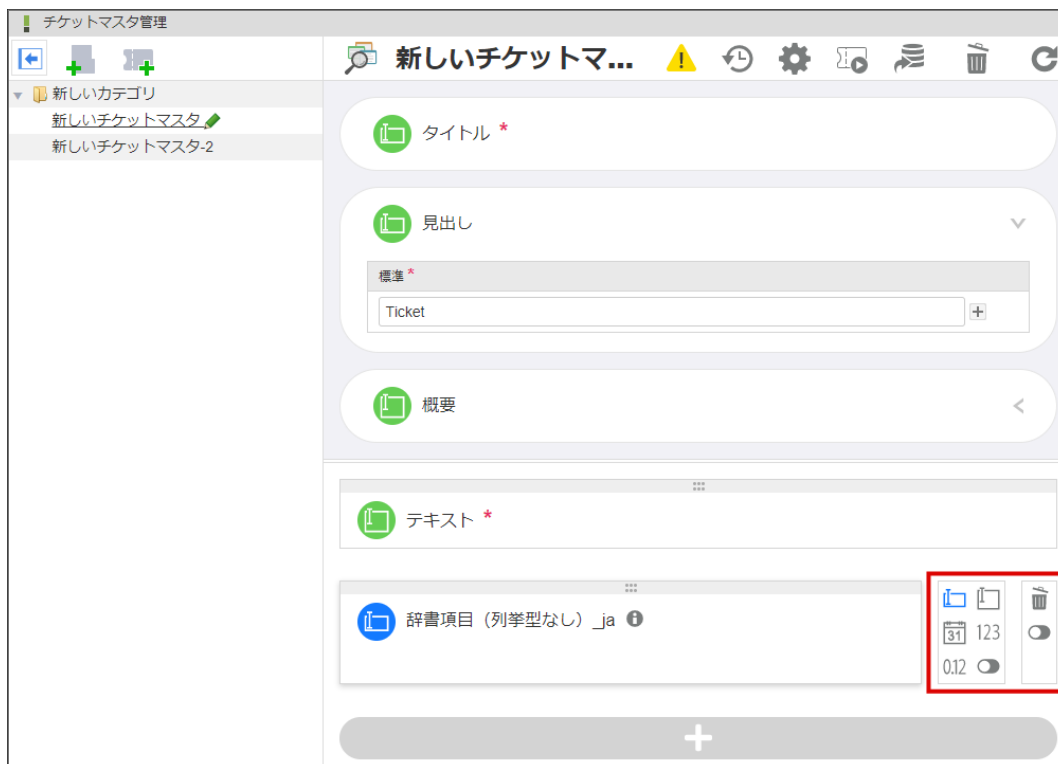 チケットマスタ管理
新しいチケットマ...
新しいカテゴリ
新しいチケットマスタ
新しいチケットマスタ-2
タイトル *
見出し
標準 *
Ticket
概要
テキスト *
辞書項目（列挙型なし）_ja
31 123
0.12